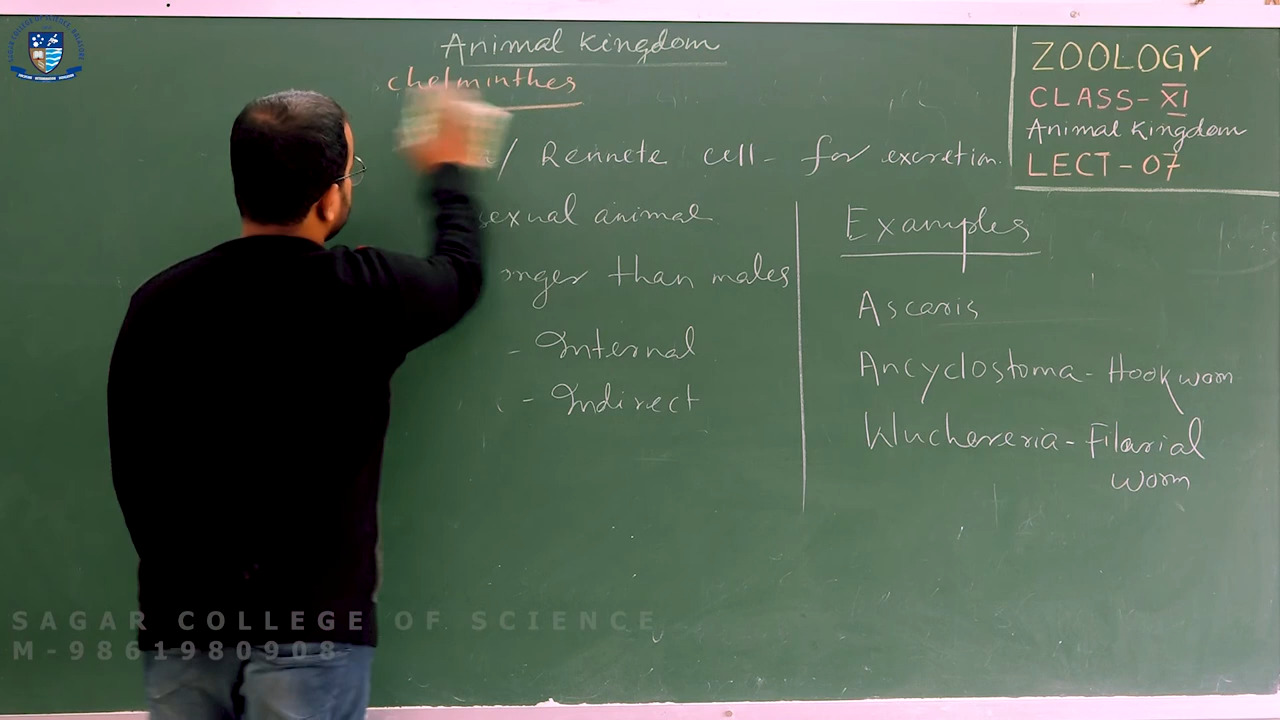 Animal Kingdom
chelminthes
Rennete cell - for excretion.
sexual animal
onger than males
- Internal
- Indirect
Examples
Ascaris
Ancyclostoma - Hookworm
Wuchereria - Filarial
worm
ZOOLOGY
CLASS - XI
Animal Kingdom
LECT - 07
SAGAR COLLEGE OF SCIENCE
M-9861980908